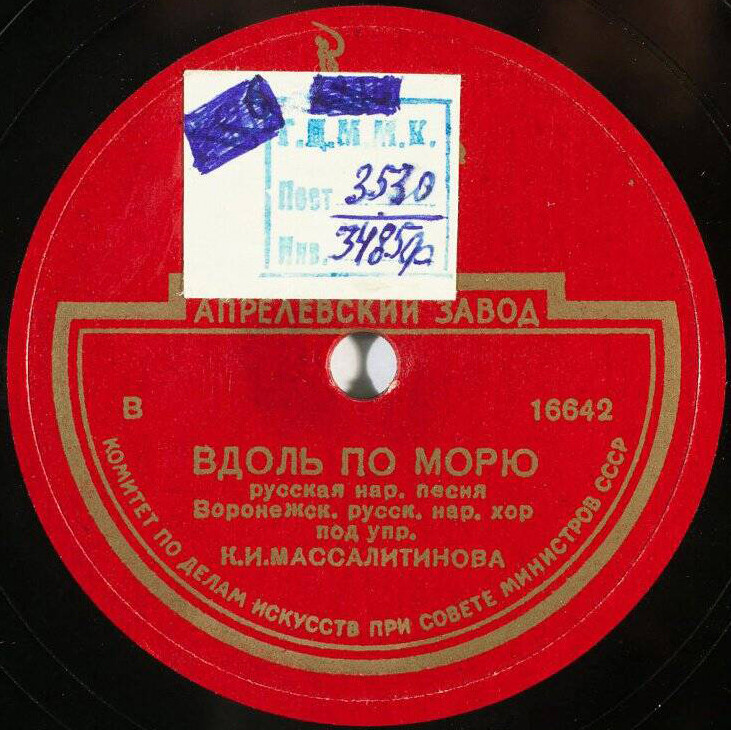 Г.Ц.М.М.К.
Пост 3530
Инв. 3485ф
АПРЕЛЕВСКИЙ ЗАВОД
В 16642
ВДОЛЬ ПО МОРЮ
русская нар. песня
Воронежск. русск. нар. хор
под упр.
К.И.МАССАЛИТИНОВА
КОМИТЕТ ПО ДЕЛАМ ИСКУССТВ ПРИ СОВЕТЕ МИНИСТРОВ СССР